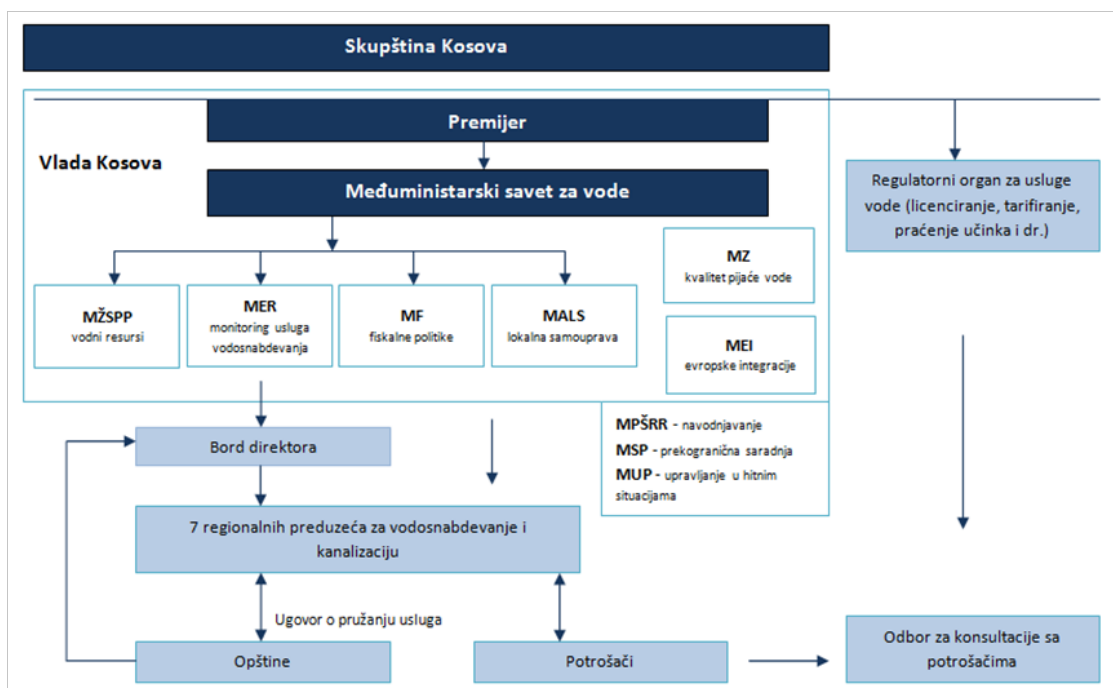 Skupština Kosova
Premijer
Vlada Kosova
Međuministarski savet za vode
Regulatorni organ za usluge
vode (licenciranje, tarifiranje,
praćenje učinka i dr.)
MZ
kvalitet pijaće vode
MŽSPP
vodni resursi
MER
monitoring usluga
vodosnabdevanja
MF
fiskalne politike
MALS
lokalna samouprava
MEI
evropske integracije
MPŠRR - navodnjavanje
MSP - prekogranična saradnja
MUP - upravljanje u hitnim
situacijama
Bord direktora
7 regionalnih preduzeća za vodosnabdevanje i
kanalizaciju
Ugovor o pružanju usluga
Opštine
Potrošači
Odbor za konsultacije sa
potrošačima